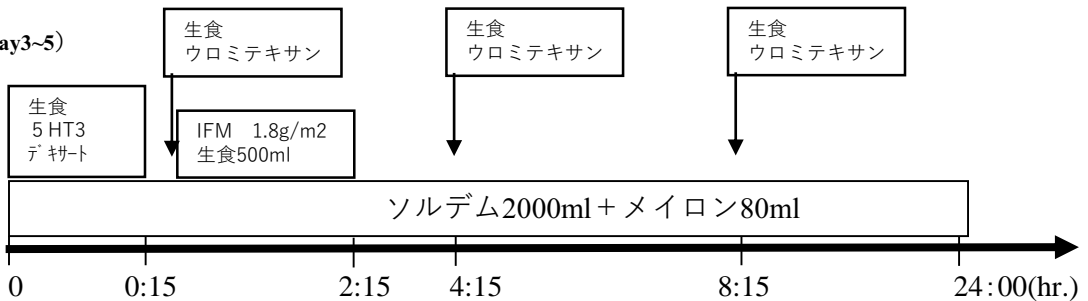 ay3~5）
生食
ウロミテキサン
生食
ウロミテキサン
生食
ウロミテキサン
生食
５HT3
ﾃﾞｷｻｰﾄ
IFM　1.8g/m2
生食500ml
ソルデム2000ml＋メイロン80ml
0
0:15
2:15
4:15
8:15
24：00(hr.)